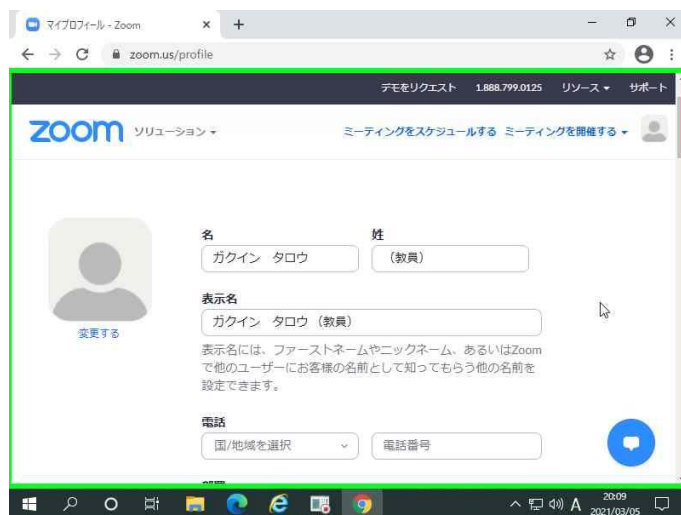 マイプロフィール - Zoom
zoom.us/profile
デモをリクエスト 1.888.799.0125 リソース サポート
zoom ソリューション ミーティングをスケジュールする ミーティングを開催する
名 姓
ガクイン タロウ (教員)
表示名
ガクイン タロウ (教員)
変更する
表示名には、ファーストネームやニックネーム、あるいはZoom
で他のユーザーにお客様の名前として知ってもらう他の名前を
設定できます。
電話
国/地域を選択 電話番号
A 20:09
2021/03/05